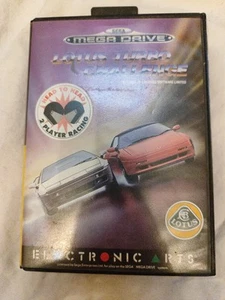 SEGA
MEGA DRIVE
LOTUS TURBO
CHALLENGE
HEAD TO HEAD
2 PLAYER RACING
LOTUS
ELECTRONIC ARTS